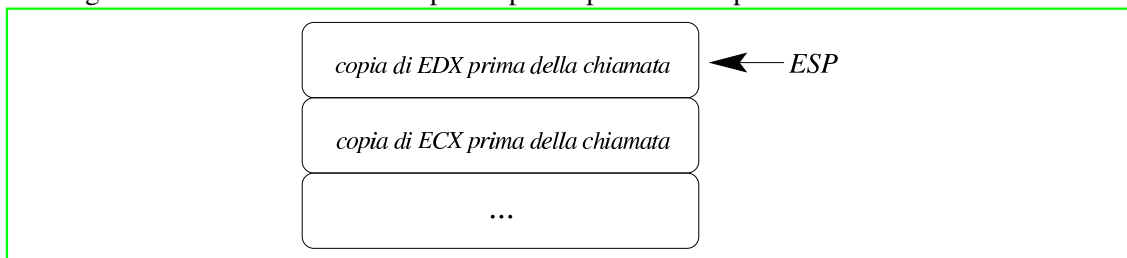 copia di EDX prima della chiamata
ESP
copia di ECX prima della chiamata
...